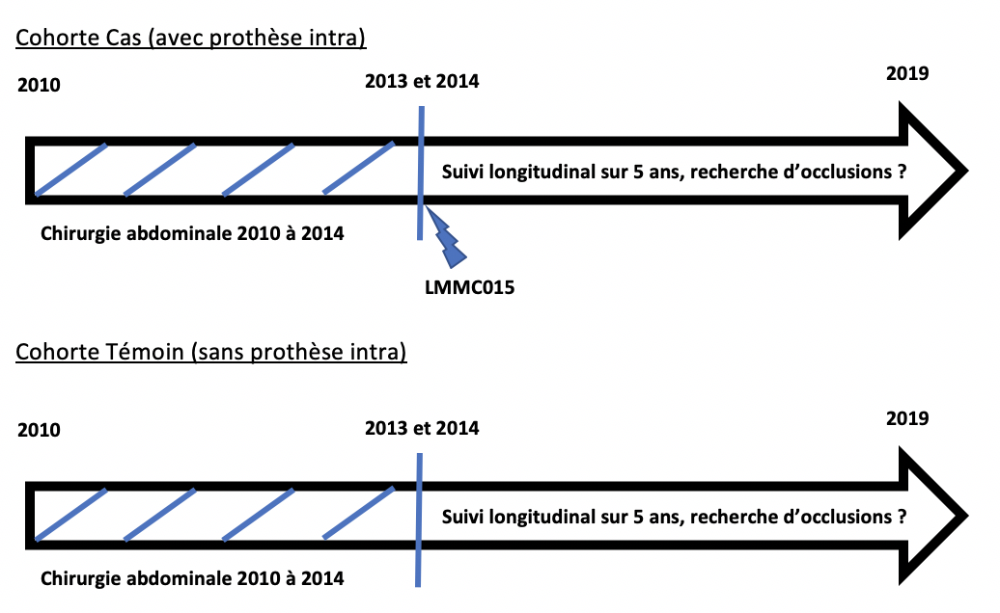 Cohorte Cas (avec prothèse intra)
2010
2013 et 2014
2019
Suivi longitudinal sur 5 ans, recherche d’occlusions ?
Chirurgie abdominale 2010 à 2014
LMMC015
Cohorte Témoin (sans prothèse intra)
2010
2013 et 2014
2019
Suivi longitudinal sur 5 ans, recherche d’occlusions ?
Chirurgie abdominale 2010 à 2014